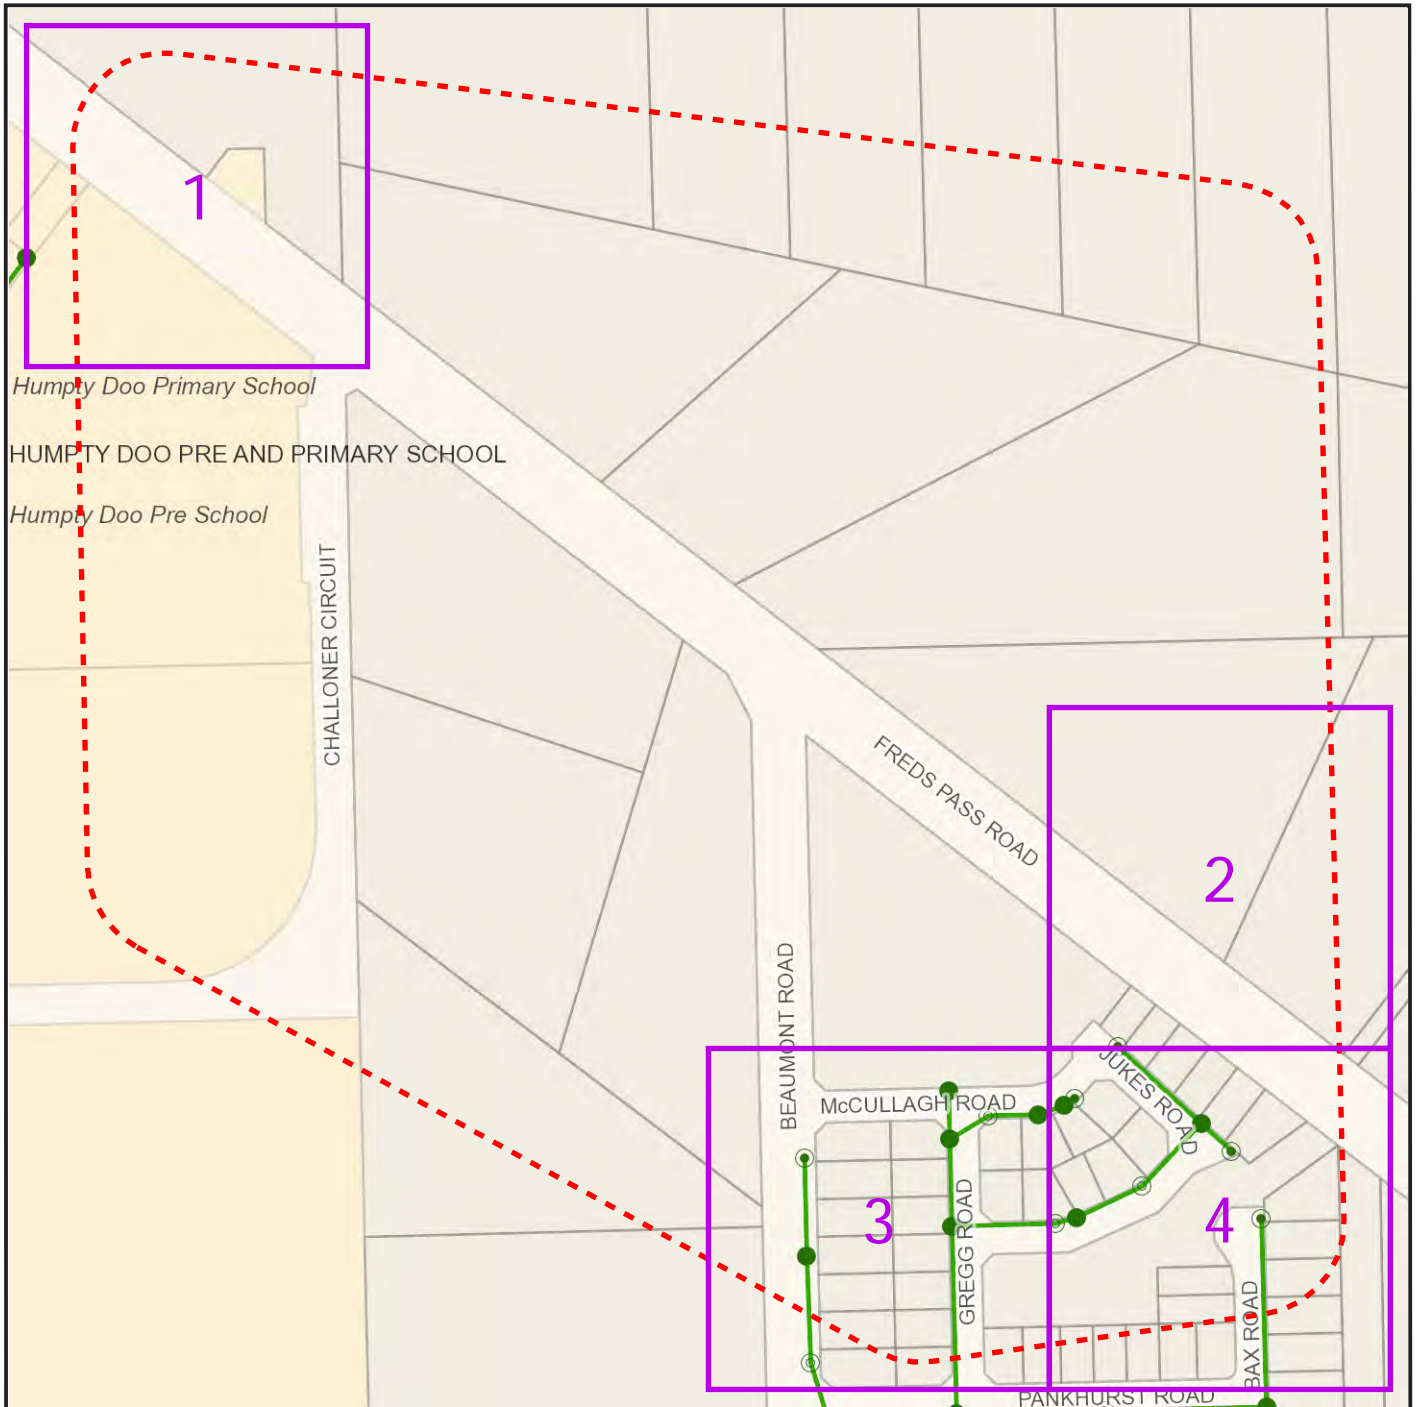 1
Humpty Doo Primary School
HUMPTY DOO PRE AND PRIMARY SCHOOL
Humpty Doo Pre School
CHALLONER CIRCUIT
FREDS PASS ROAD
2
BEAUMONT ROAD
McCULLAGH ROAD
JUKES ROAD
3
GREGG ROAD
4
BAX ROAD
PANKHURST ROAD